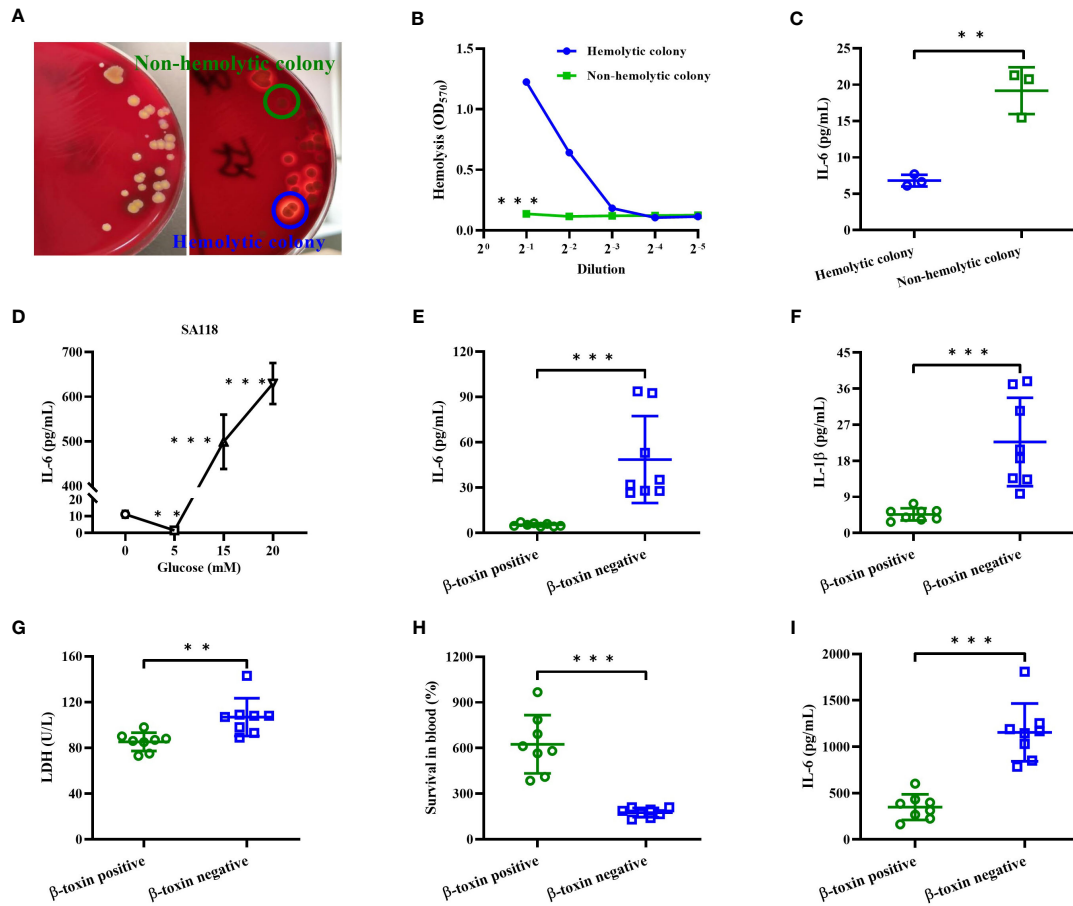 A
Non-hemolytic colony
Hemolytic colony
B
Hemolysis (OD570)
1.5
1.0
0.5
0.0
Hemolytic colony
Non-hemolytic colony
* * *
2^0 2^-1 2^-2 2^-3 2^-4 2^-5
Dilution
C
IL-6 (pg/mL)
25
20
15
10
5
0
* *
Hemolytic colony
Non-hemolytic colony
D
SA118
IL-6 (pg/mL)
700
600
500
400
20
10
0
* * *
* * *
* *
0 5 15 20
Glucose (mM)
E
IL-6 (pg/mL)
120
90
60
30
0
* * *
β-toxin positive
β-toxin negative
F
IL-1β (pg/mL)
45
36
27
18
9
0
* * *
β-toxin positive
β-toxin negative
G
LDH (U/L)
160
120
80
40
0
* *
β-toxin positive
β-toxin negative
H
Survival in blood (%)
1200
900
600
300
0
* * *
β-toxin positive
β-toxin negative
I
IL-6 (pg/mL)
2000
1500
1000
500
0
* * *
β-toxin positive
β-toxin negative